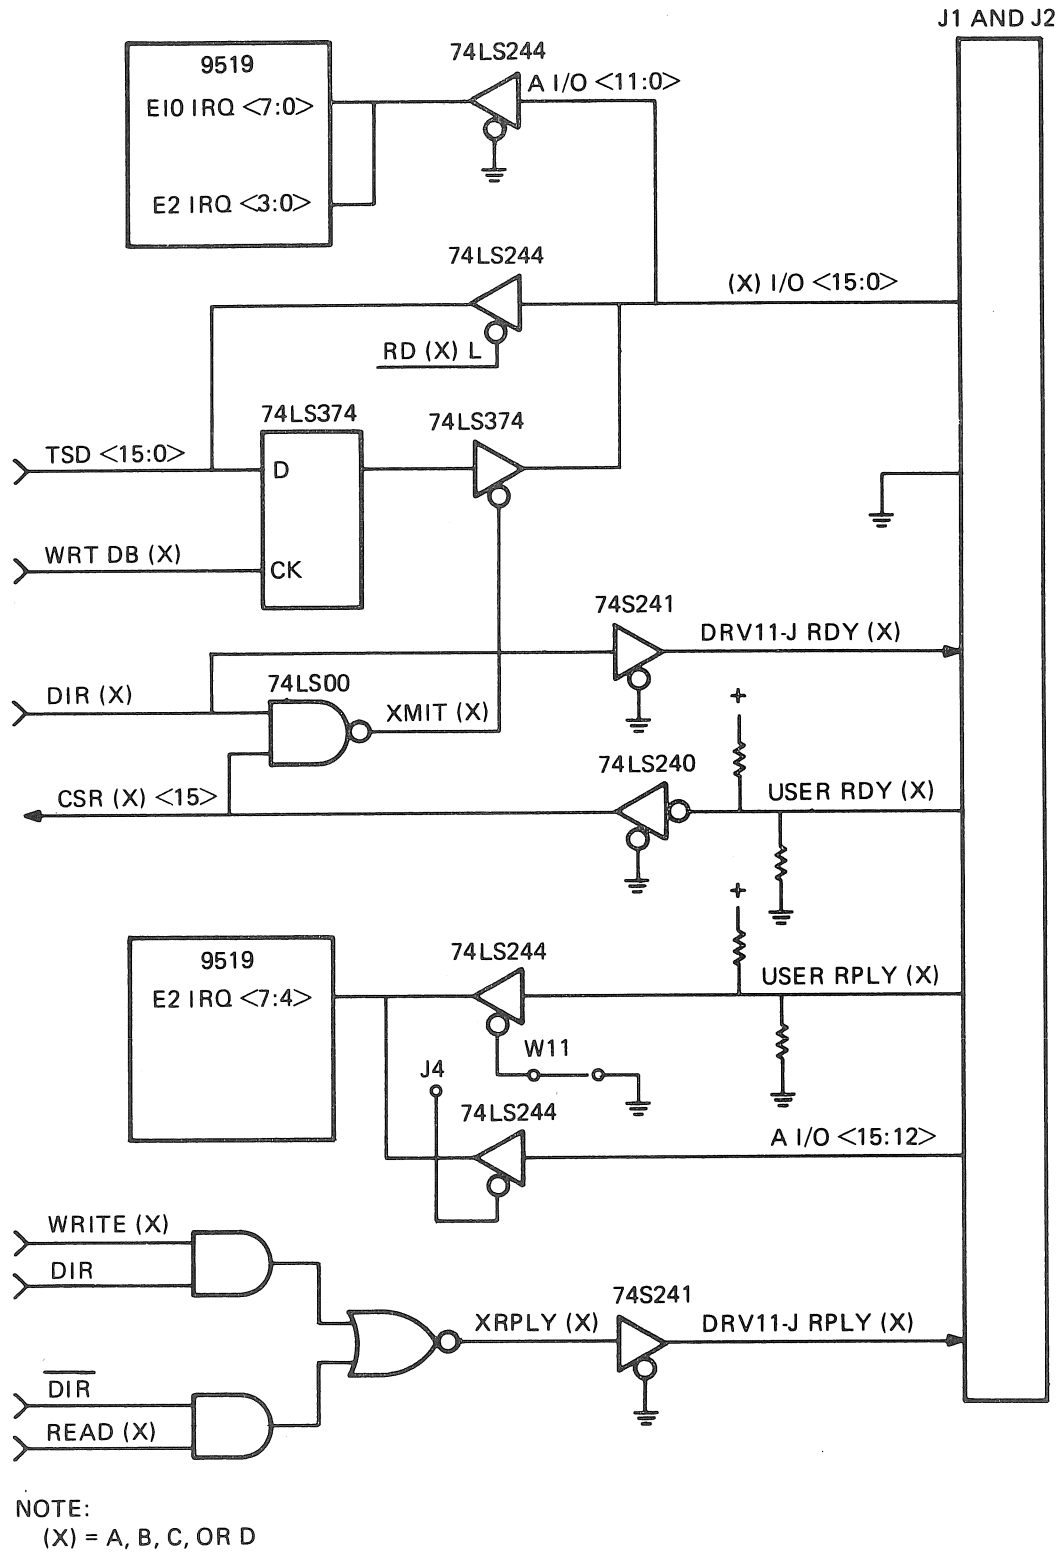 J1 AND J2
74LS244
9519
A I/O <11:0>
EI0 IRQ <7:0>
E2 IRQ <3:0>
74LS244
(X) I/O <15:0>
RD (X) L
74LS374
74LS374
TSD <15:0>
D
WRT DB (X)
CK
74S241
DRV11-J RDY (X)
74LS00
DIR (X)
XMIT (X)
+
74LS240
CSR (X) <15>
USER RDY (X)
+
74LS244
9519
USER RPLY (X)
E2 IRQ <7:4>
W11
J4
74LS244
A I/O <15:12>
WRITE (X)
DIR
74S241
XRPLY (X)
DRV11-J RPLY (X)
DIR
READ (X)
NOTE:
(X) = A, B, C, OR D